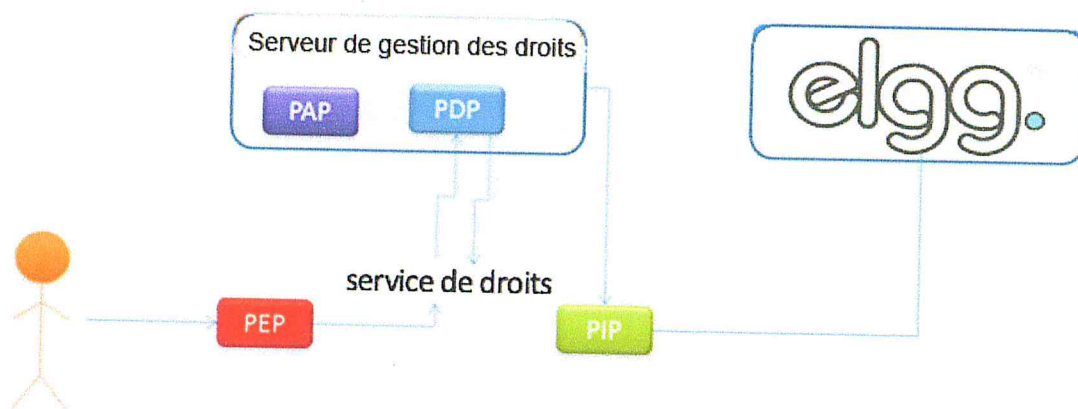 Serveur de gestion des droits
PAP
PDP
elgg.
service de droits
PEP
PIP